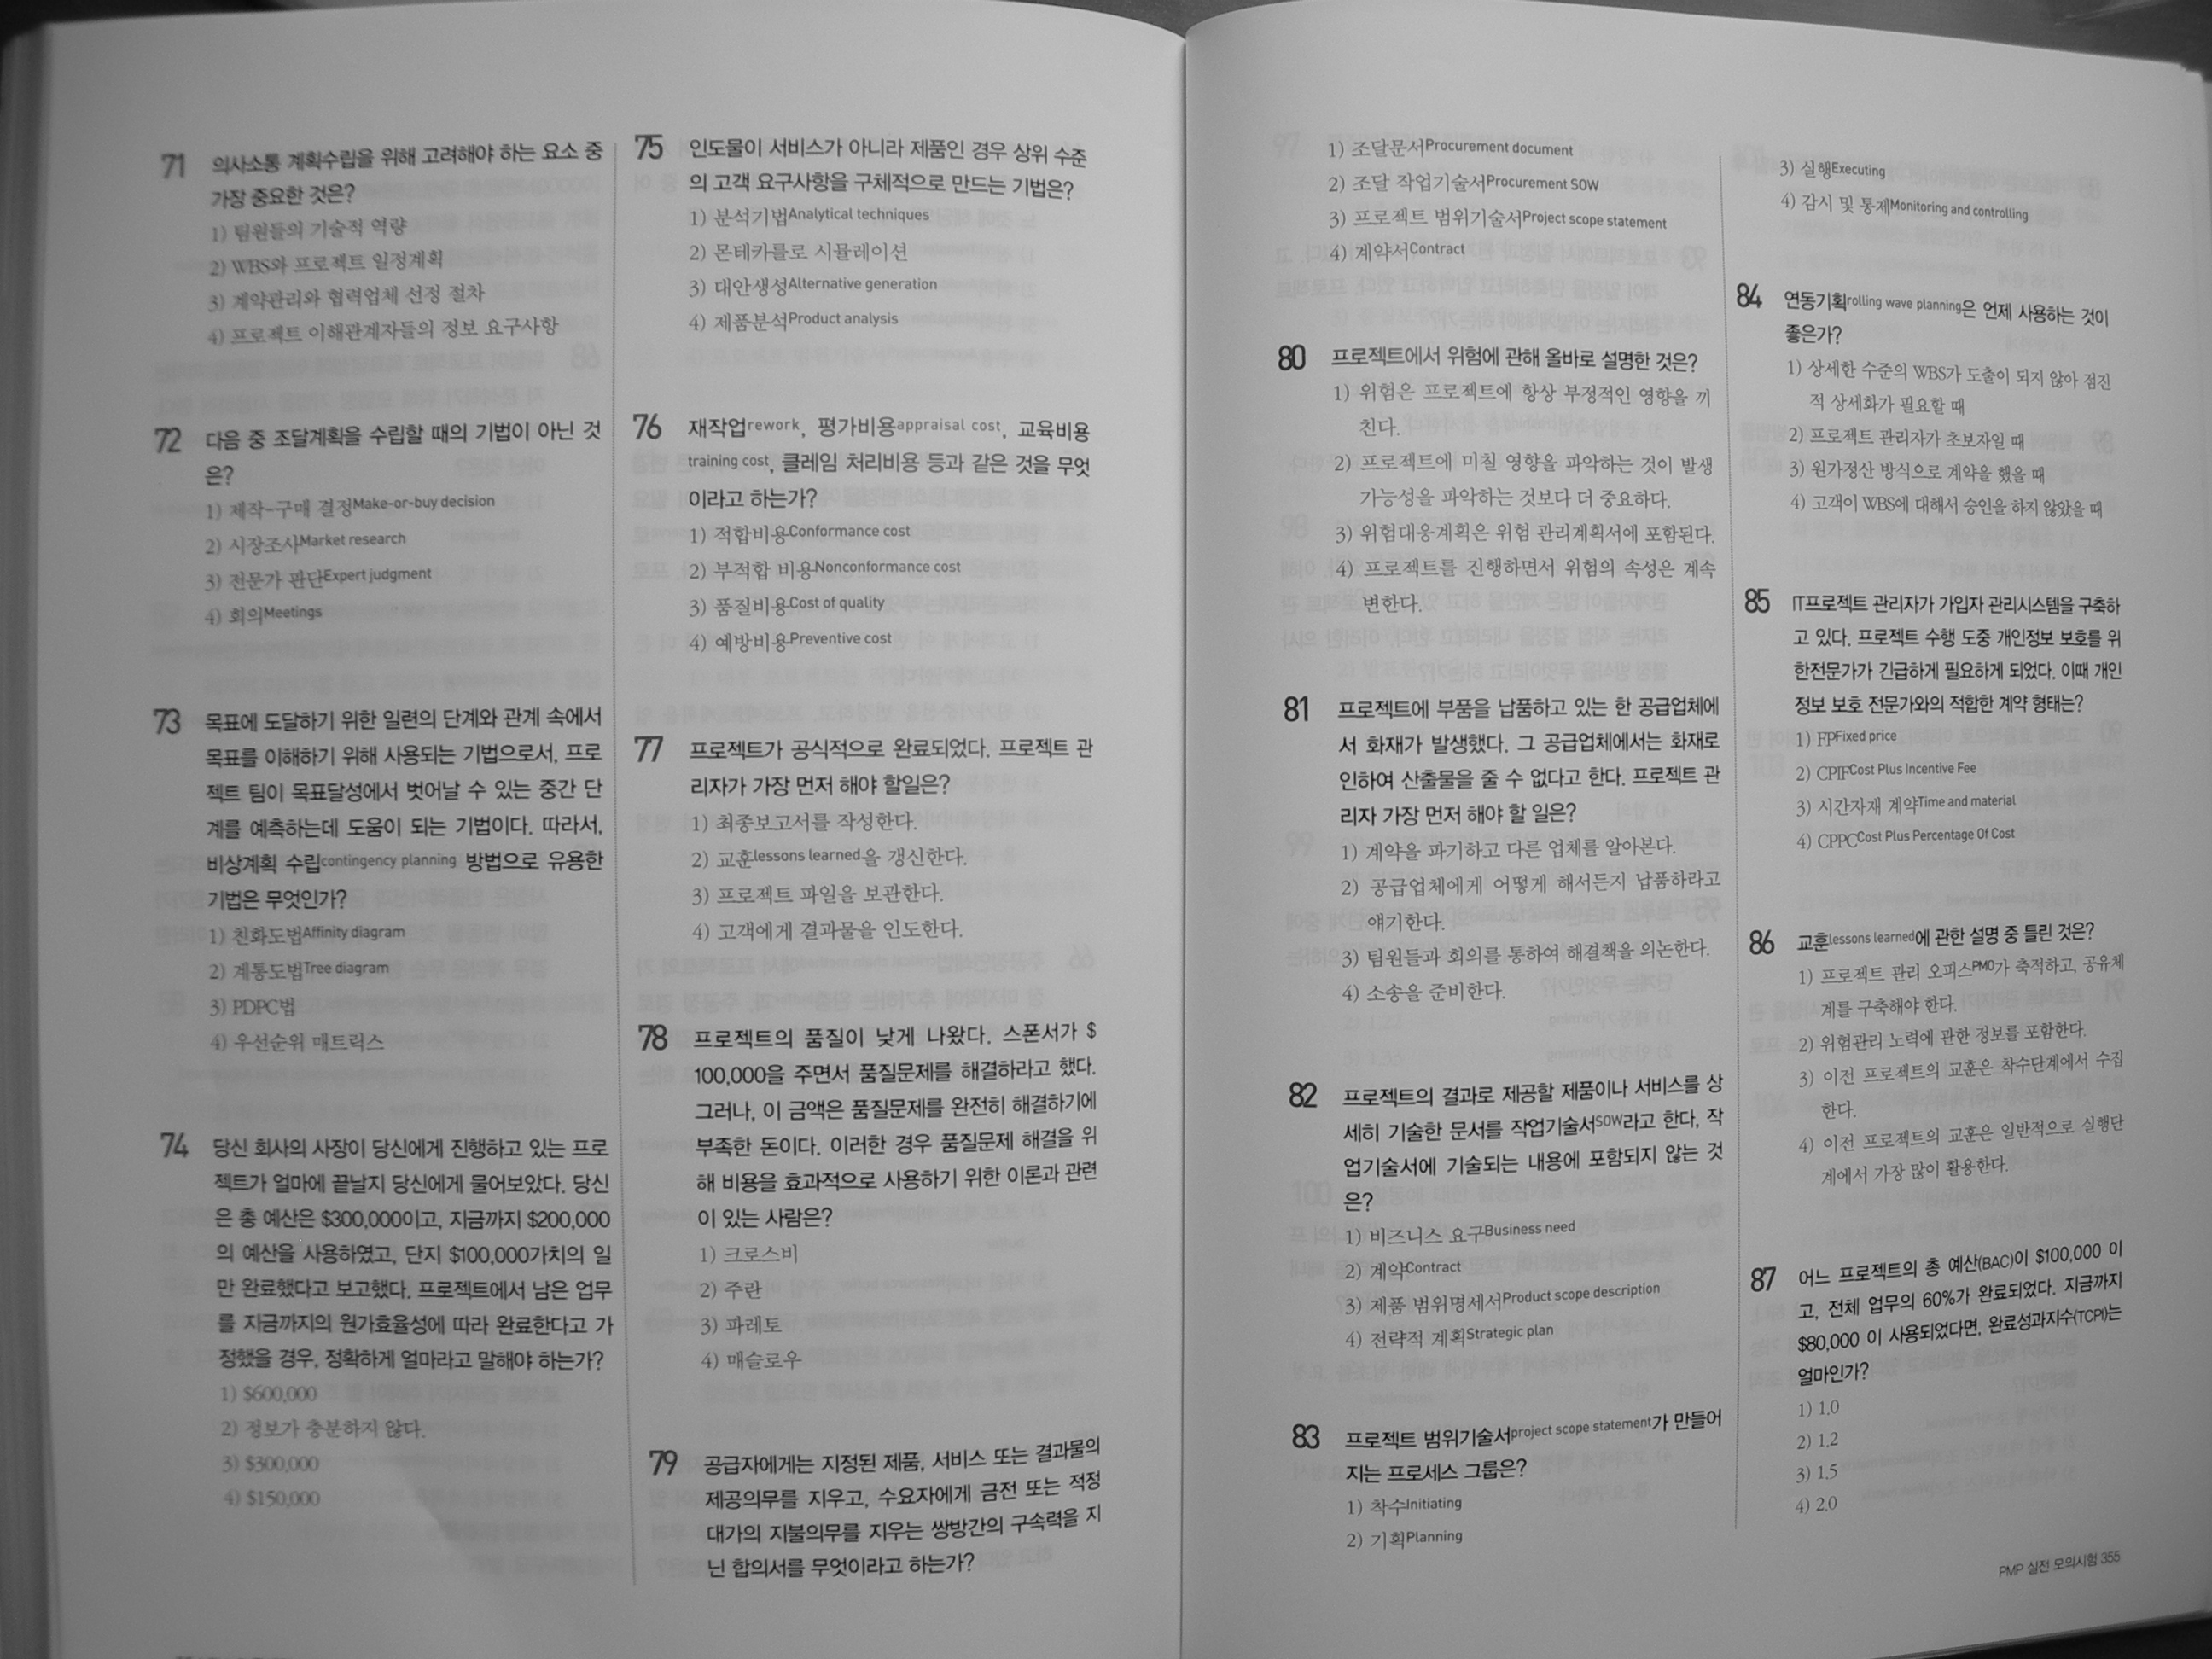 71 의사소통 계획수립을 위해 고려해야 하는 요소 중
가장 중요한 것은?
1) 팀원들의 기술적 역량
2) WBS와 프로젝트 일정계획
3) 계약관리와 협력업체 선정 절차
4) 프로젝트 이해관계자들의 정보 요구사항
72 다음 중 조달계획을 수립할 때의 기법이 아닌 것
은?
1) 제작-구매 결정Make-or-buy decision
2) 시장조사Market research
3) 전문가 판단Expert judgment
4) 회의Meetings
73 목표에 도달하기 위한 일련의 단계와 관계 속에서
목표를 이해하기 위해 사용되는 기법으로서, 프로
젝트 팀이 목표달성에서 벗어날 수 있는 중간 단
계를 예측하는데 도움이 되는 기법이다. 따라서,
비상계획 수립contingency planning 방법으로 유용한
기법은 무엇인가?
1) 친화도법Affinity diagram
2) 계통도법Tree diagram
3) PDPC법
4) 우선순위 매트릭스
74 당신 회사의 사장이 당신에게 진행하고 있는 프로
젝트가 얼마에 끝날지 당신에게 물어보았다. 당신
은 총 예산은 $300,000이고, 지금까지 $200,000
의 예산을 사용하였고, 단지 $100,000가치의 일
만 완료했다고 보고했다. 프로젝트에서 남은 업무
를 지금까지의 원가효율성에 따라 완료한다고 가
정했을 경우, 정확하게 얼마라고 말해야 하는가?
1) $600,000
2) 정보가 충분하지 않다.
3) $300,000
4) $150,000
75 인도물이 서비스가 아니라 제품인 경우 상위 수준
의 고객 요구사항을 구체적으로 만드는 기법은?
1) 분석기법Analytical techniques
2) 몬테카를로 시뮬레이션
3) 대안생성Alternative generation
4) 제품분석Product analysis
76 재작업rework, 평가비용appraisal cost, 교육비용
training cost, 클레임 처리비용 등과 같은 것을 무엇
이라고 하는가?
1) 적합비용Conformance cost
2) 부적합 비용Nonconformance cost
3) 품질비용Cost of quality
4) 예방비용Preventive cost
77 프로젝트가 공식적으로 완료되었다. 프로젝트 관
리자가 가장 먼저 해야 할일은?
1) 최종보고서를 작성한다.
2) 교훈lessons learned을 갱신한다.
3) 프로젝트 파일을 보관한다.
4) 고객에게 결과물을 인도한다.
78 프로젝트의 품질이 낮게 나왔다. 스폰서가 $
100,000을 주면서 품질문제를 해결하라고 했다.
그러나, 이 금액은 품질문제를 완전히 해결하기에
부족한 돈이다. 이러한 경우 품질문제 해결을 위
해 비용을 효과적으로 사용하기 위한 이론과 관련
이 있는 사람은?
1) 크로스비
2) 주란
3) 파레토
4) 매슬로우
79 공급자에게는 지정된 제품, 서비스 또는 결과물의
제공의무를 지우고, 수요자에게 금전 또는 적정
대가의 지불의무를 지우는 쌍방간의 구속력을 지
닌 합의서를 무엇이라고 하는가?
1) 조달문서Procurement document
2) 조달 작업기술서Procurement SOW
3) 프로젝트 범위기술서Project scope statement
4) 계약서Contract
80 프로젝트에서 위험에 관해 올바로 설명한 것은?
1) 위험은 프로젝트에 항상 부정적인 영향을 끼
친다.
2) 프로젝트에 미칠 영향을 파악하는 것이 발생
가능성을 파악하는 것보다 더 중요하다.
3) 위험대응계획은 위험 관리계획서에 포함된다.
4) 프로젝트를 진행하면서 위험의 속성은 계속
변한다.
81 프로젝트에 부품을 납품하고 있는 한 공급업체에
서 화재가 발생했다. 그 공급업체에서는 화재로
인하여 산출물을 줄 수 없다고 한다. 프로젝트 관
리자 가장 먼저 해야 할 일은?
1) 계약을 파기하고 다른 업체를 알아본다.
2) 공급업체에게 어떻게 해서든지 납품하라고
얘기한다.
3) 팀원들과 회의를 통하여 해결책을 의논한다.
4) 소송을 준비한다.
82 프로젝트의 결과로 제공할 제품이나 서비스를 상
세히 기술한 문서를 작업기술서SOW라고 한다, 작
업기술서에 기술되는 내용에 포함되지 않는 것
은?
1) 비즈니스 요구Business need
2) 계약Contract
3) 제품 범위명세서Product scope description
4) 전략적 계획Strategic plan
83 프로젝트 범위기술서project scope statement가 만들어
지는 프로세스 그룹은?
1) 착수Initiating
2) 기획Planning
3) 실행Executing
4) 감시 및 통제Monitoring and controlling
84 연동기획rolling wave planning은 언제 사용하는 것이
좋은가?
1) 상세한 수준의 WBS가 도출이 되지 않아 점진
적 상세화가 필요할 때
2) 프로젝트 관리자가 초보자일 때
3) 원가정산 방식으로 계약을 했을 때
4) 고객이 WBS에 대해서 승인을 하지 않았을 때
85 IT프로젝트 관리자가 가입자 관리시스템을 구축하
고 있다. 프로젝트 수행 도중 개인정보 보호를 위
한전문가가 긴급하게 필요하게 되었다. 이때 개인
정보 보호 전문가와의 적합한 계약 형태는?
1) FPFixed price
2) CPIFCost Plus Incentive Fee
3) 시간자재 계약Time and material
4) CPPCCost Plus Percentage Of Cost
86 교훈lessons learned에 관한 설명 중 틀린 것은?
1) 프로젝트 관리 오피스PMO가 축적하고, 공유체
계를 구축해야 한다.
2) 위험관리 노력에 관한 정보를 포함한다.
3) 이전 프로젝트의 교훈은 착수단계에서 수집
한다.
4) 이전 프로젝트의 교훈은 일반적으로 실행단
계에서 가장 많이 활용한다.
87 어느 프로젝트의 총 예산(BAC)이 $100,000 이
고, 전체 업무의 60%가 완료되었다. 지금까지
$80,000 이 사용되었다면, 완료성과지수(TCPI)는
얼마인가?
1) 1.0
2) 1.2
3) 1.5
4) 2.0
PMP 실전 모의시험 355